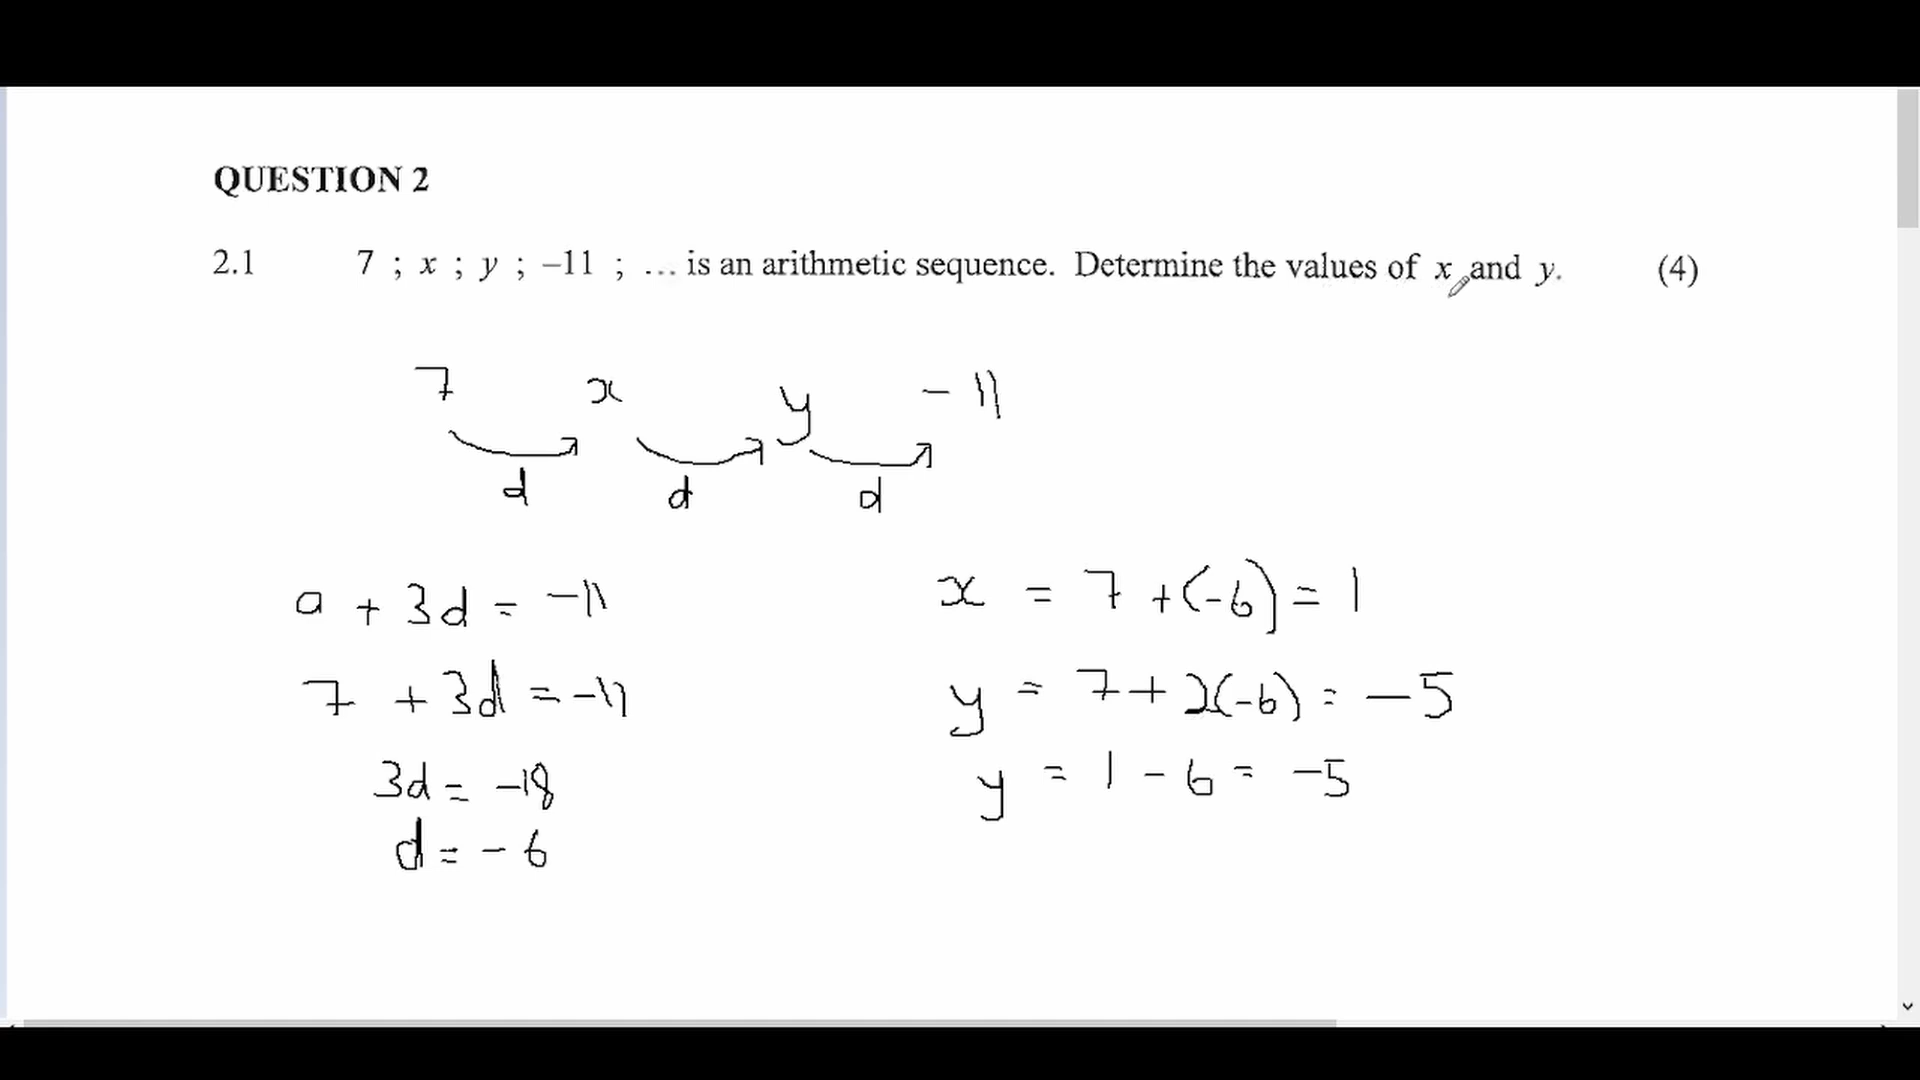 QUESTION 2
2.1 7 ; x ; y ; –11 ; … is an arithmetic sequence. Determine the values of x and y. (4)
7 x y - 11
d d d
a + 3d = -11
7 + 3d = -11
3d = -18
d = - 6
x = 7 + (-6) = 1
y = 7 + 2(-6) = -5
y = 1 - 6 = -5